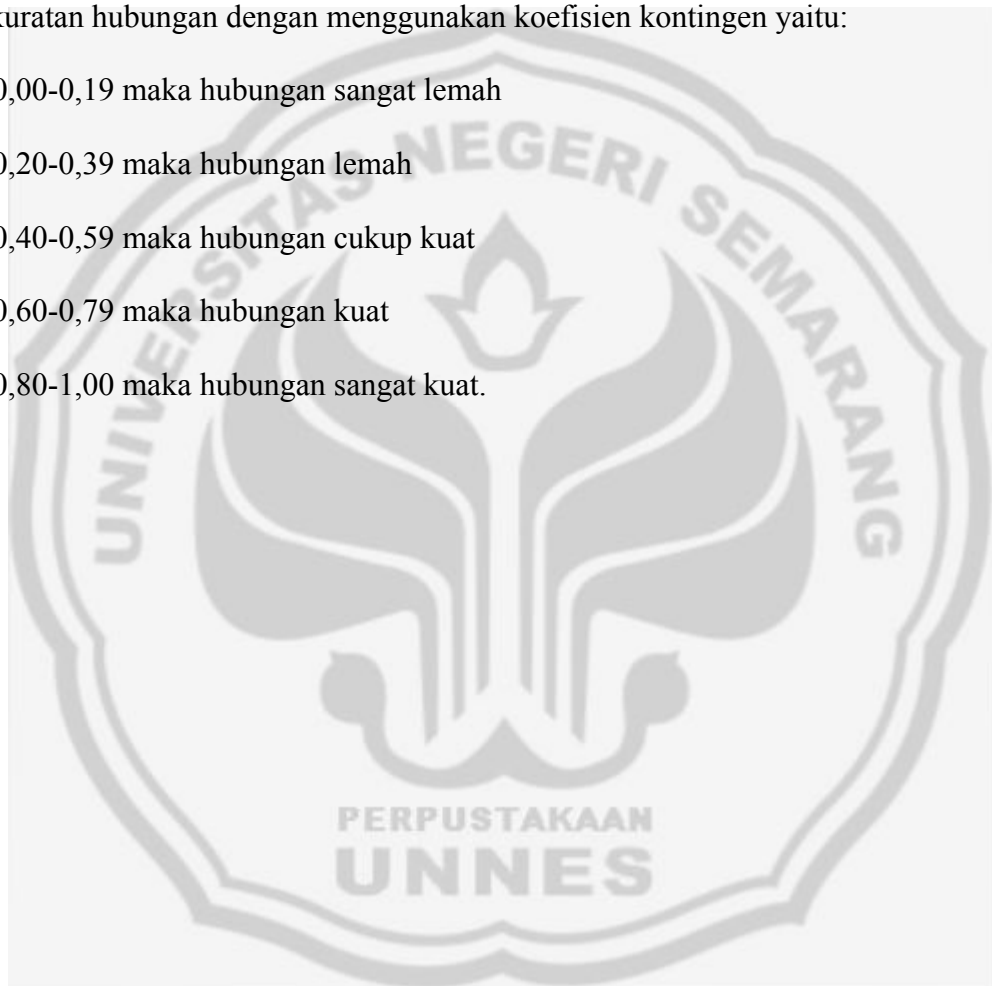 kuratan hubungan dengan menggunakan koefisien kontingen yaitu:
0,00-0,19 maka hubungan sangat lemah
0,20-0,39 maka hubungan lemah
0,40-0,59 maka hubungan cukup kuat
0,60-0,79 maka hubungan kuat
0,80-1,00 maka hubungan sangat kuat.
UNIVERSITAS NEGERI SEMARANG
PERPUSTAKAAN
UNNES